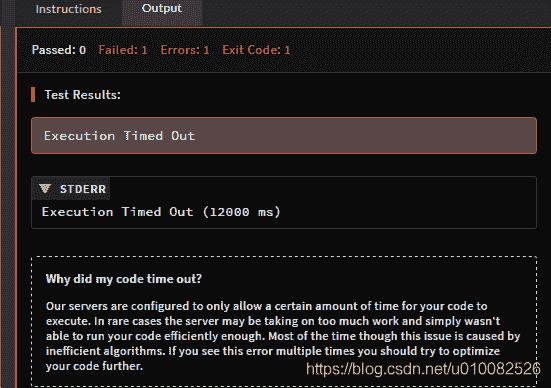 Instructions Output
Passed: 0 Failed: 1 Errors: 1 Exit Code: 1
Test Results:
Execution Timed Out
STDERR
Execution Timed Out (12000 ms)
Why did my code time out?
Our servers are configured to only allow a certain amount of time for your code to
execute. In rare cases the server may be taking on too much work and simply wasn't
able to run your code efficiently enough. Most of the time though this issue is caused by
inefficient algorithms. If you see this error multiple times you should try to optimize
your code further.
https://blog.csdn.net/u010082526